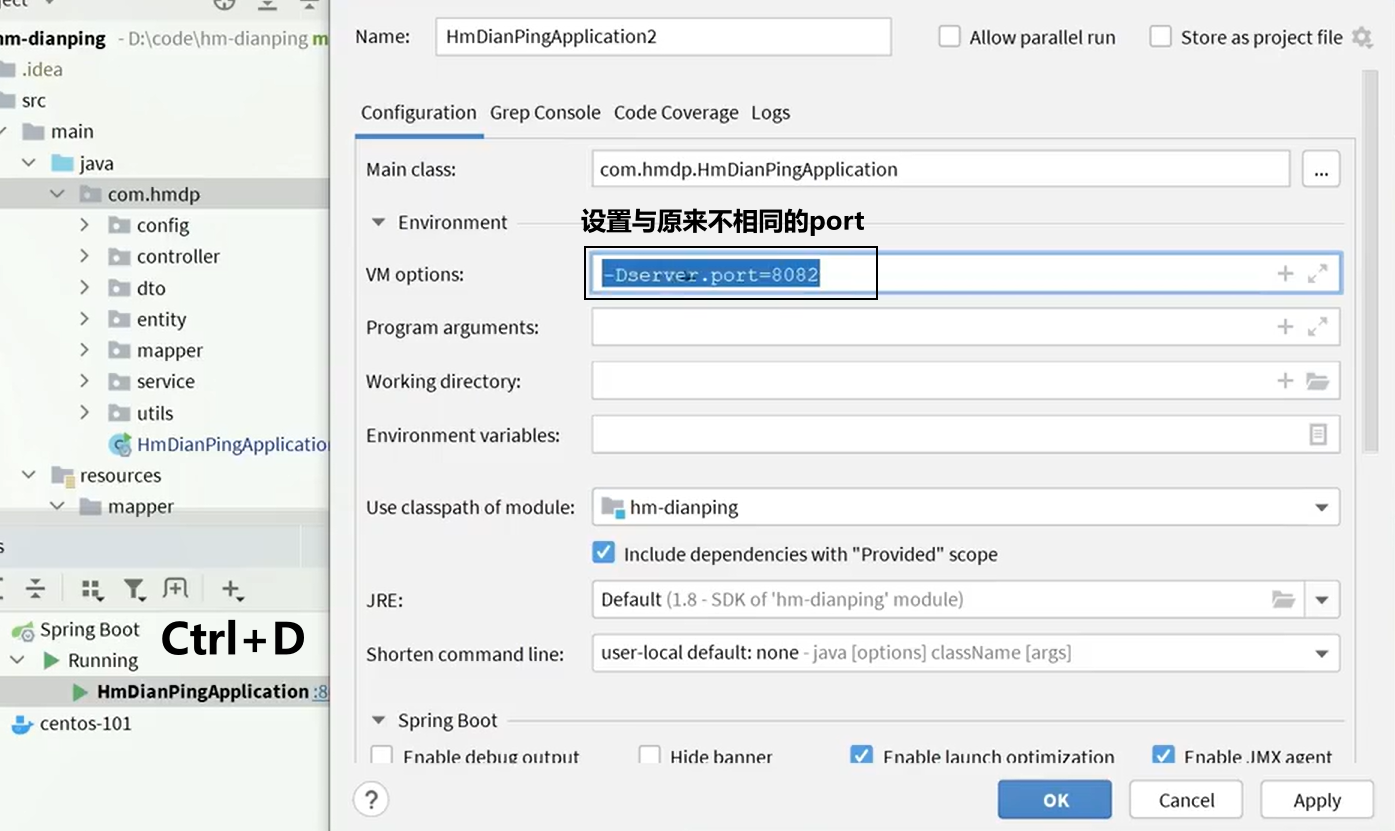 hm-dianping - D:\code\hm-dianping
.idea
src
main
java
com.hmdp
config
controller
dto
entity
mapper
service
utils
HmDianPingApplication
resources
mapper
Spring Boot
Ctrl+D
Running
HmDianPingApplication :8
centos-101
Name: HmDianPingApplication2 Allow parallel run Store as project file
Configuration Grep Console Code Coverage Logs
Main class: com.hmdp.HmDianPingApplication ...
Environment
设置与原来不相同的port
VM options: -Dserver.port=8082
Program arguments:
Working directory:
Environment variables:
Use classpath of module: hm-dianping
Include dependencies with "Provided" scope
JRE: Default (1.8 - SDK of 'hm-dianping' module)
Shorten command line: user-local default: none - java [options] className [args]
Spring Boot
Enable debug output Hide banner Enable launch optimization Enable JMX agent
? OK Cancel Apply